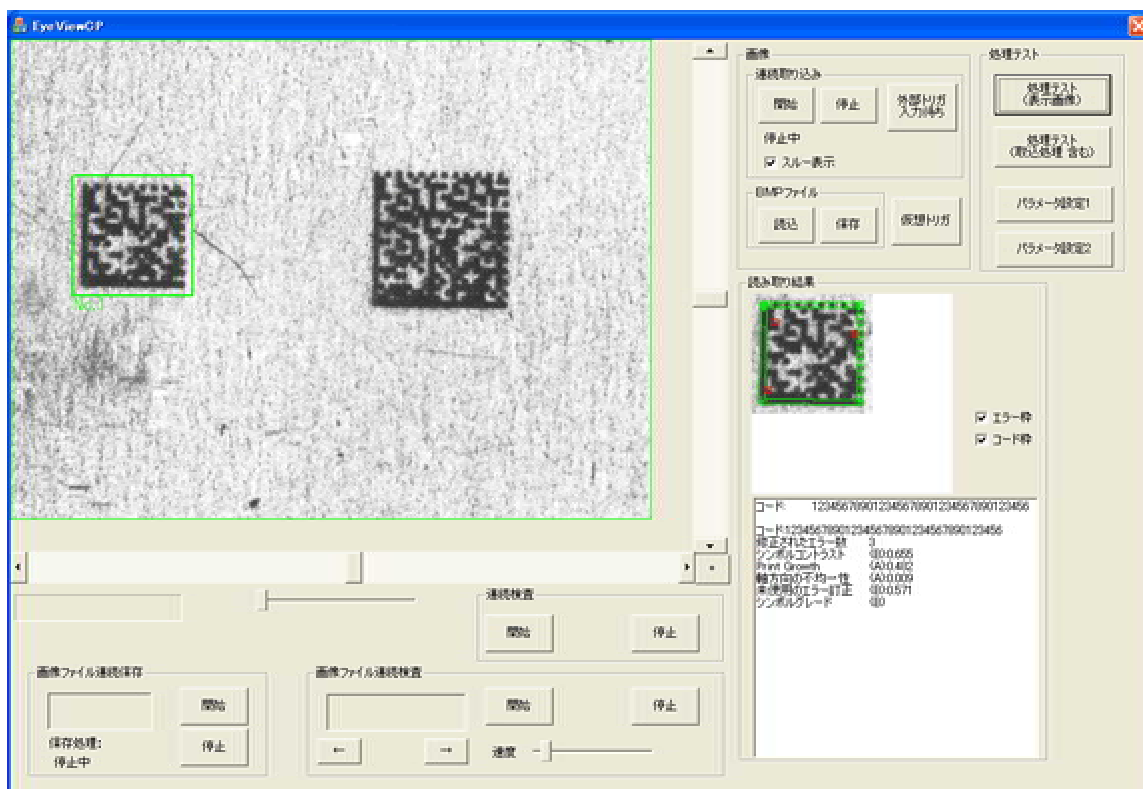 EyeViewGP
画像
処理テスト
連続取り込み
開始
停止
外部トリガ
入力待ち
停止中
スルー表示
処理テスト
(表示画像)
処理テスト
(取込処理 含む)
BMPファイル
読込
保存
仮想トリガ
パラメータ設定1
パラメータ設定2
No.1
読み取り結果
エラー枠
コード枠
コード: 123456789012345678901234567890123456
コード:123456789012345678901234567890123456
修正されたエラー数 3
シンボルコントラスト (B):0.655
Print Growth (A):0.402
軸方向の不均一性 (A):0.009
未使用のエラー訂正 (B):0.571
シンボルグレード (B)
連続検査
開始
停止
画像ファイル連続保存
開始
保存処理:
停止中
停止
画像ファイル連続検査
開始
停止
←
→
速度